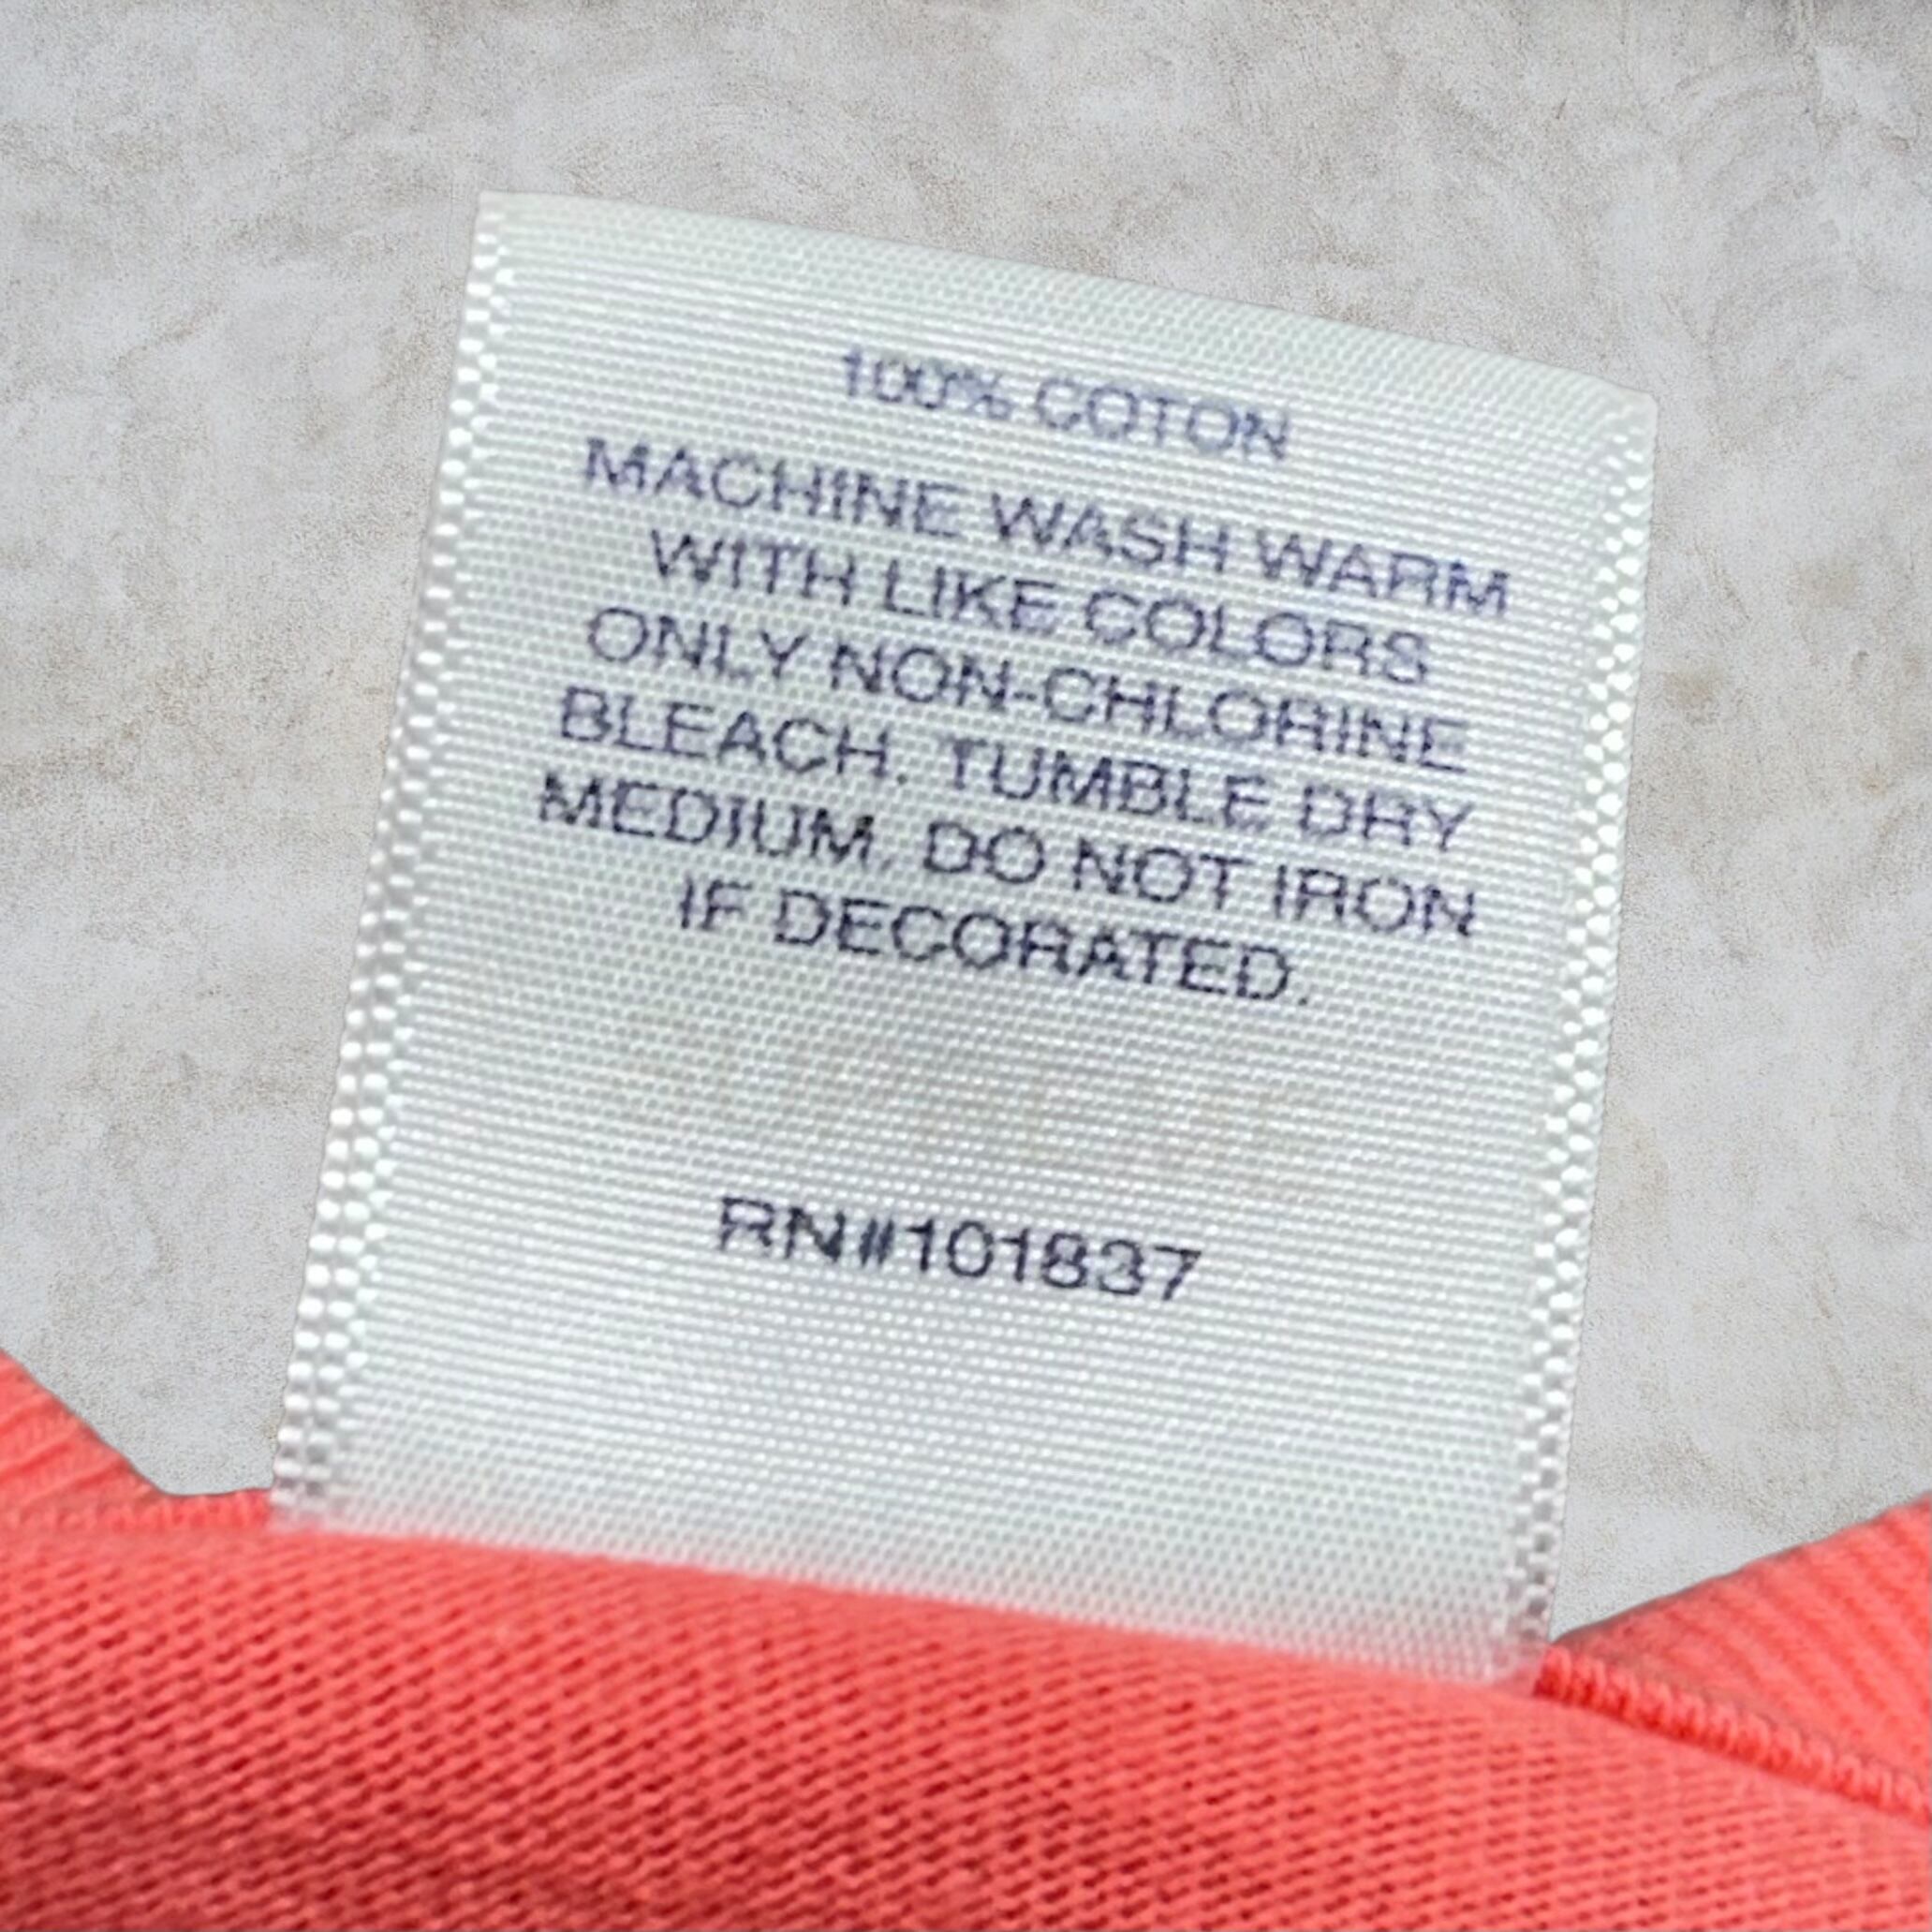 100% COTON
MACHINE WASH WARM
WITH LIKE COLORS
ONLY NON-CHLORINE
BLEACH. TUMBLE DRY
MEDIUM. DO NOT IRON
IF DECORATED.
RN#101837